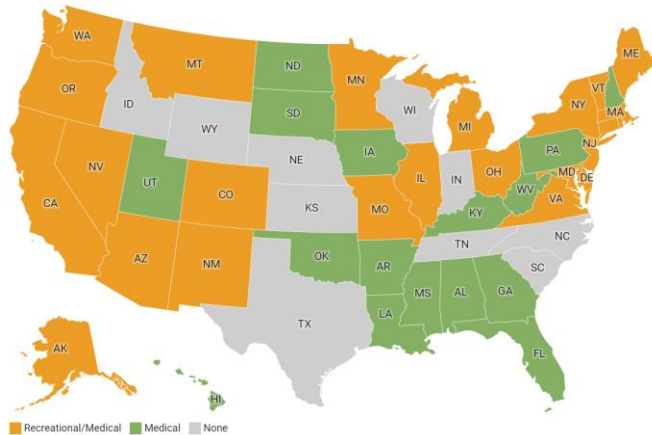 WA
ME
MT
ND
MN
VT
OR
ID
SD
WI
NY
MA
WY
MI
IA
PA
NJ
NE
NV
OH
IL
IN
MD
DE
UT
CO
WV
VA
CA
KS
MO
KY
NC
TN
AZ
NM
OK
AR
SC
MS
AL
GA
TX
LA
FL
AK
HI
Recreational/Medical Medical None